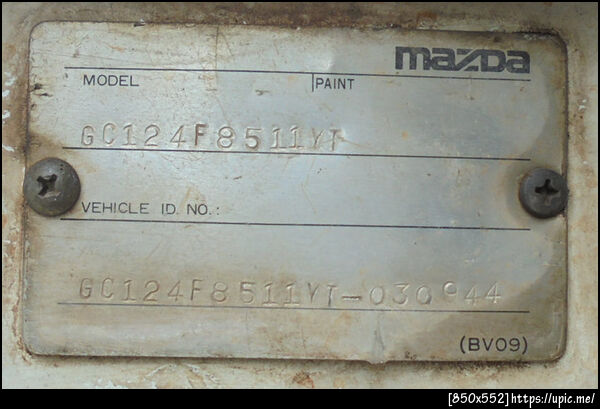 mazda
MODEL PAINT
GC124F8511YT
VEHICLE ID. NO.:
GC124F8511YT-030944
(BV09)
[850x552]https://upic.me/